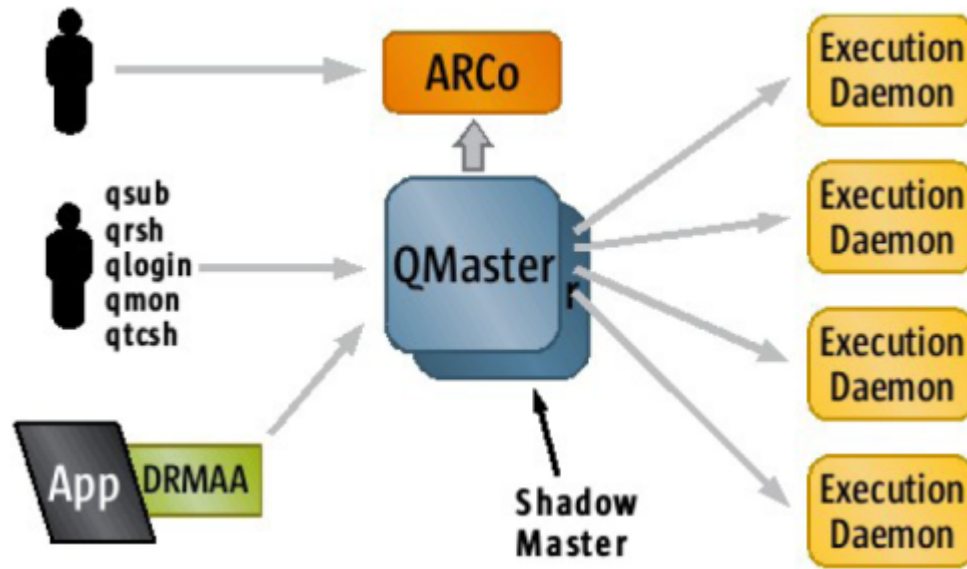 ARCo
Execution
Daemon
qsub
qrsh
qlogin
qmon
qtcsh
QMaster
r
Execution
Daemon
Execution
Daemon
App
DRMAA
Shadow
Master
Execution
Daemon